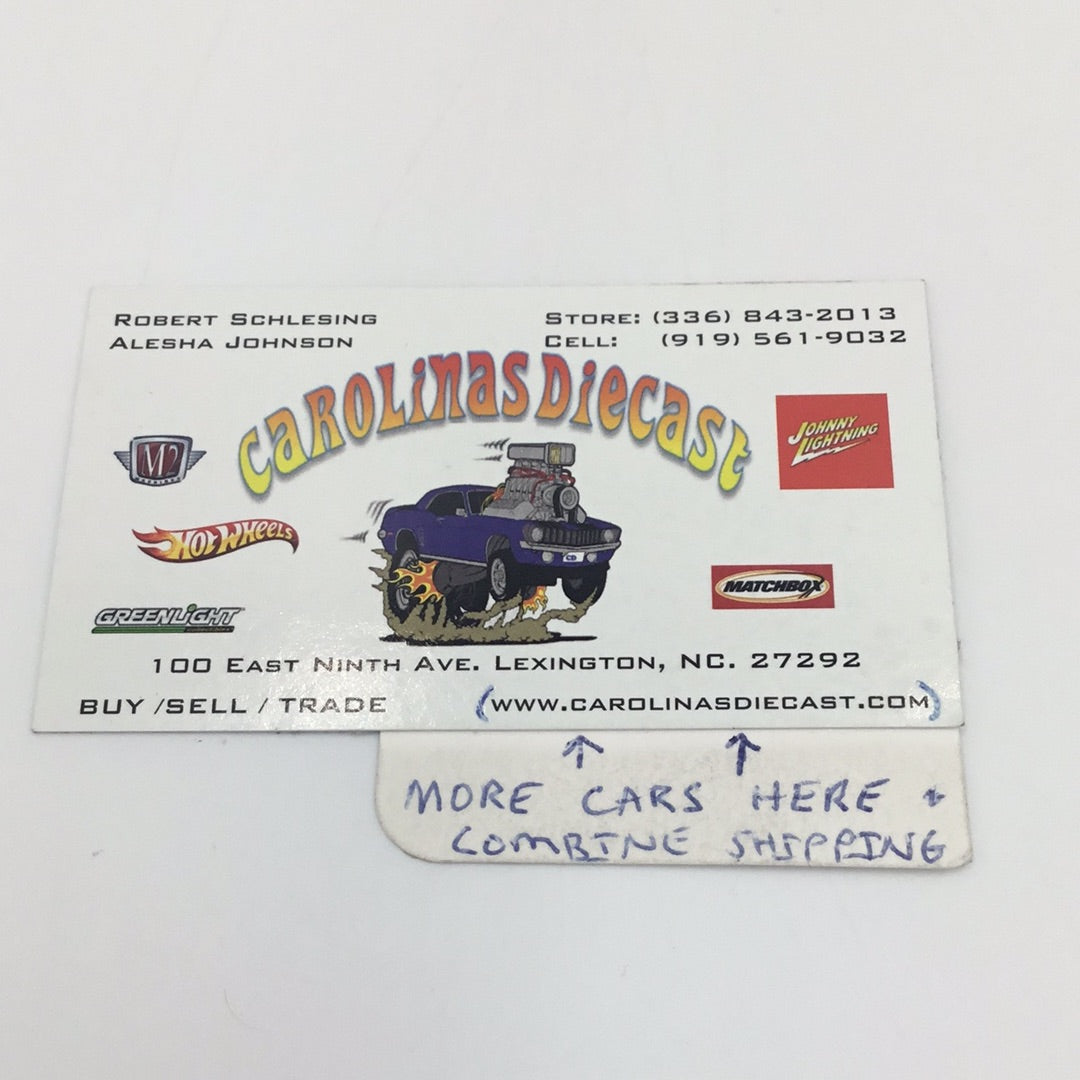 ROBERT SCHLESING
ALESHA JOHNSON
STORE: (336) 843-2013
CELL: (919) 561-9032
CAROLINAS DIECAST
M2
JOHNNY LIGHTNING
HOT WHEELS
CD
MATCHBOX
GREENLIGHT
100 EAST NINTH AVE. LEXINGTON, NC. 27292
BUY /SELL / TRADE
(WWW.CAROLINASDIECAST.COM)
↑ ↑
MORE CARS HERE +
COMBINE SHIPPING